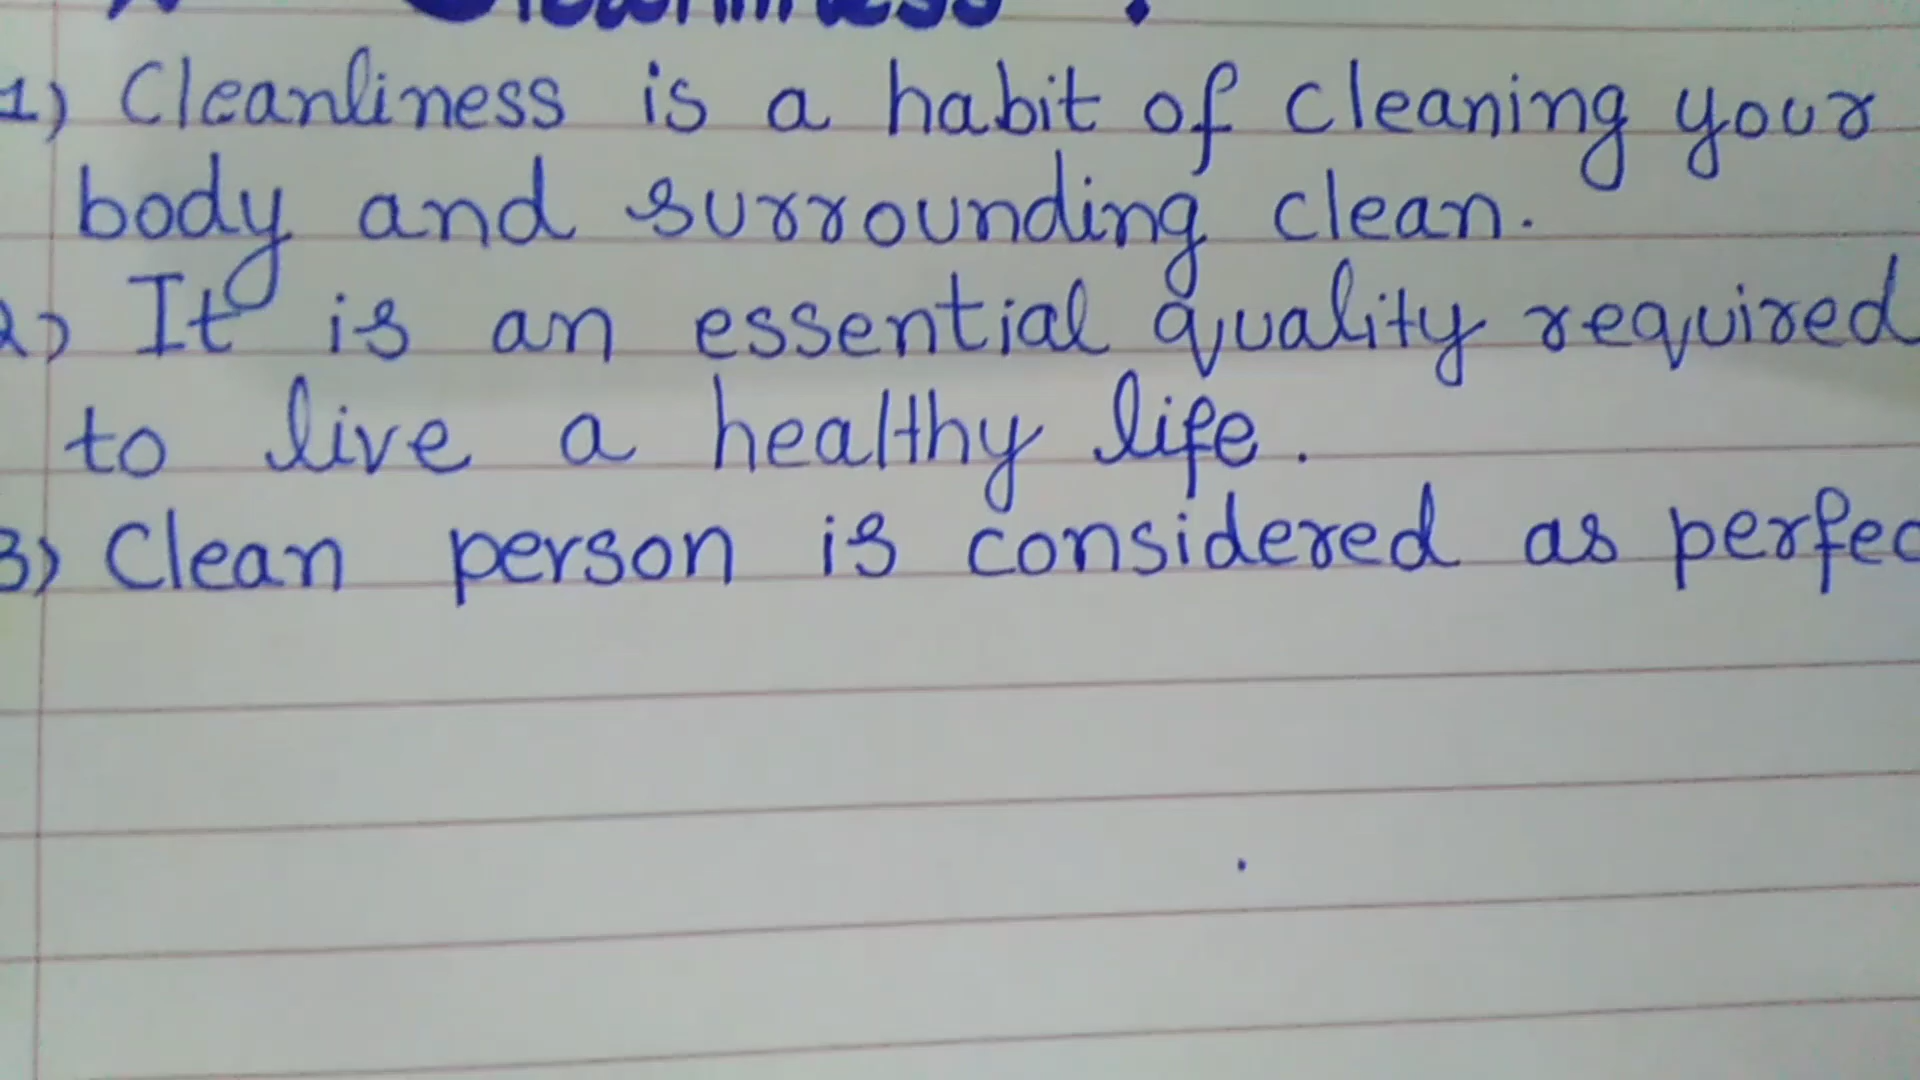 Cleanliness
1) Cleanliness is a habit of cleaning your
body and surrounding clean.
2) It is an essential quality required
to live a healthy life.
3) Clean person is considered as perfec